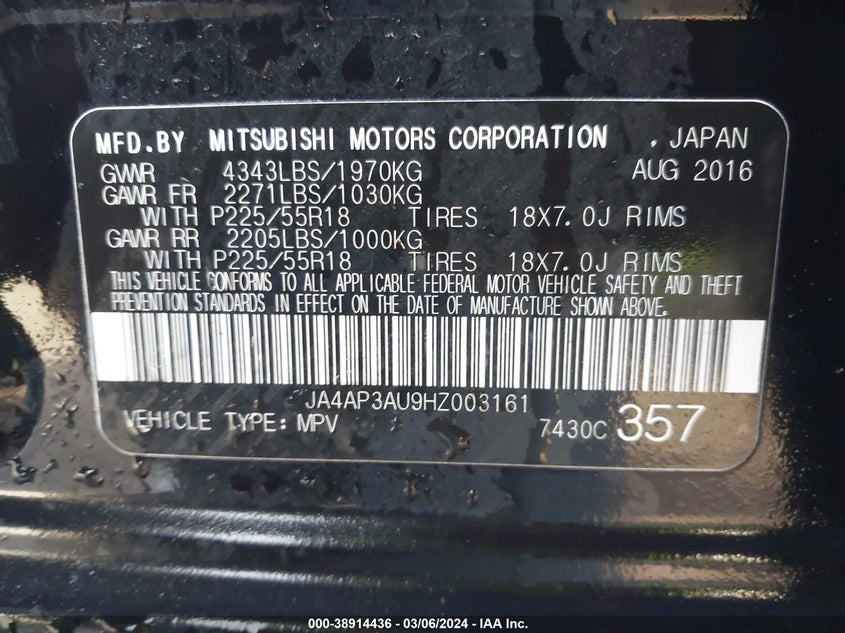 MFD.BY MITSUBISHI MOTORS CORPORATION , JAPAN
GVWR 4343LBS/1970KG AUG 2016
GAWR FR 2271LBS/1030KG
WITH P225/55R18 TIRES 18X7.0J RIMS
GAWR RR 2205LBS/1000KG
WITH P225/55R18 TIRES 18X7.0J RIMS
THIS VEHICLE CONFORMS TO ALL APPLICABLE FEDERAL MOTOR VEHICLE SAFETY AND THEFT
PREVENTION STANDARDS IN EFFECT ON THE DATE OF MANUFACTURE SHOWN ABOVE.
JA4AP3AU9HZ003161
VEHICLE TYPE: MPV 7430C 357
000-38914436 - 03/06/2024 - IAA Inc.